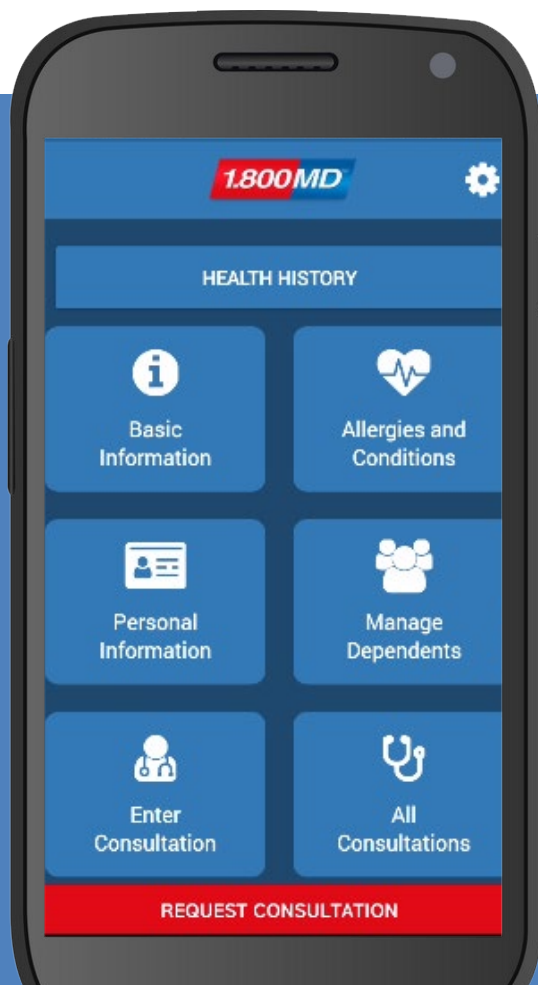 1.800MD
HEALTH HISTORY
Basic
Information
Allergies and
Conditions
Personal
Information
Manage
Dependents
Enter
Consultation
All
Consultations
REQUEST CONSULTATION